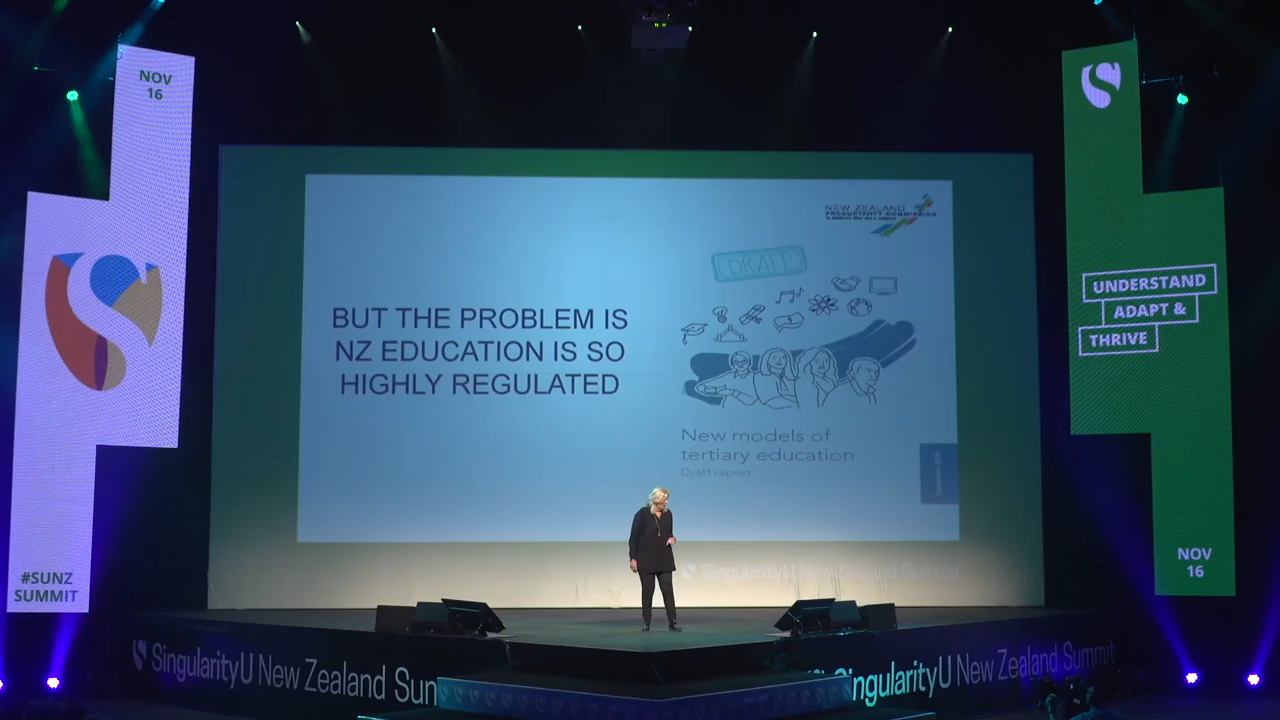 NOV
16
#SUNZ
SUMMIT
BUT THE PROBLEM IS
NZ EDUCATION IS SO
HIGHLY REGULATED
NEW ZEALAND
PRODUCTIVITY COMMISSION
DRAFT
New models of
tertiary education
Draft report
UNDERSTAND
ADAPT &
THRIVE
NOV
16
SingularityU New Zealand Summit
SingularityU New Zealand Sum
ngularityU New Zealand Summit